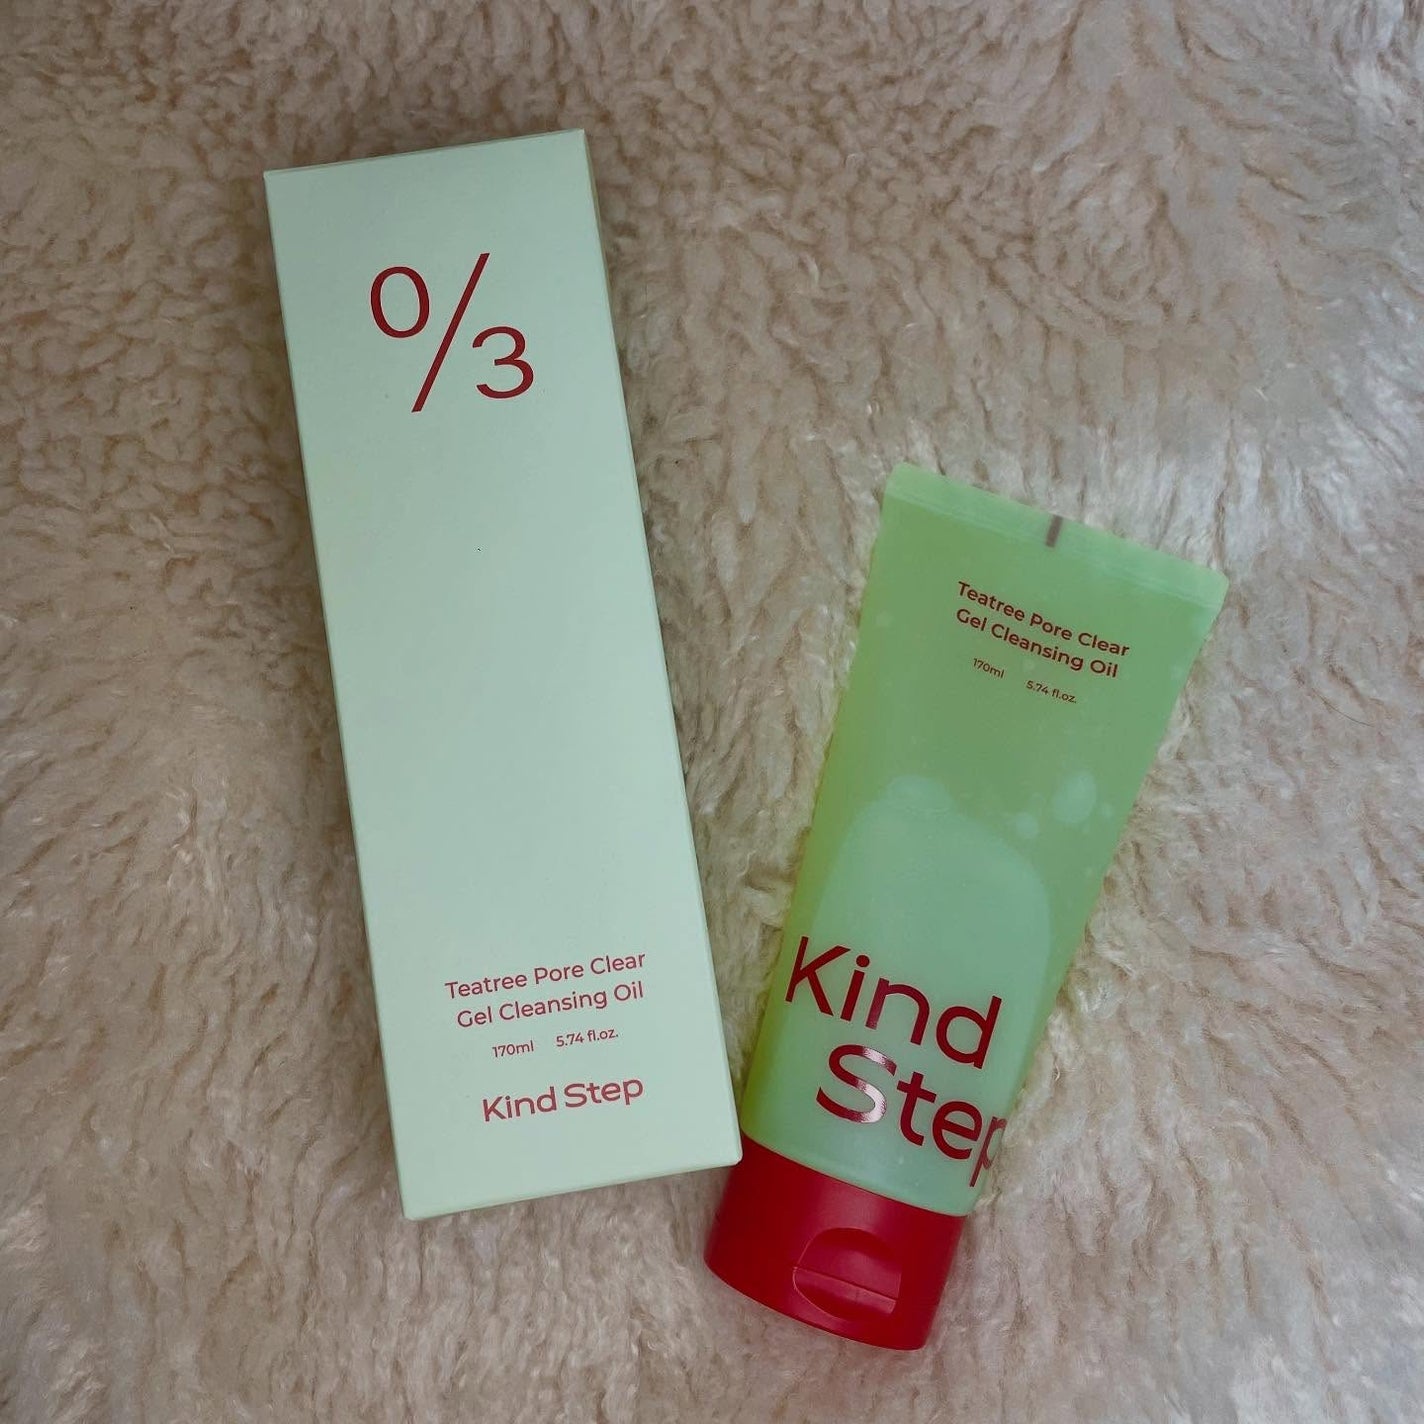 0/3
Teatree Pore Clear
Gel Cleansing Oil
170ml 5.74 fl.oz.
Kind Step
Teatree Pore Clear
Gel Cleansing Oil
170ml 5.74 fl.oz.
Kind
Step